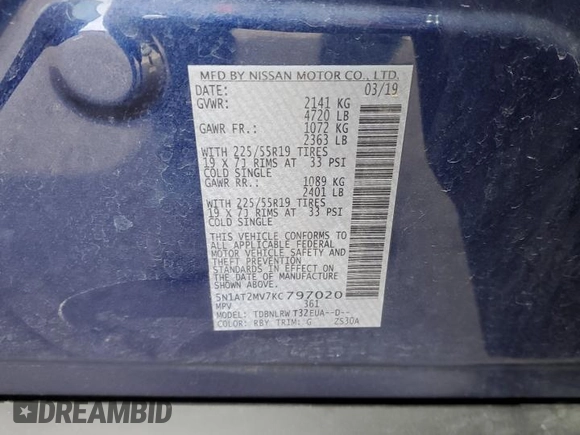 MFD BY NISSAN MOTOR CO., LTD.
DATE: 03/19
GVWR: 2141 KG
4720 LB
GAWR FR.: 1072 KG
2363 LB
WITH 225/55R19 TIRES
19 X 7J RIMS AT 33 PSI
COLD SINGLE
GAWR RR.: 1089 KG
2401 LB
WITH 225/55R19 TIRES
19 X 7J RIMS AT 33 PSI
COLD SINGLE
THIS VEHICLE CONFORMS TO
ALL APPLICABLE FEDERAL
MOTOR VEHICLE SAFETY AND
THEFT PREVENTION
STANDARDS IN EFFECT ON
THE DATE OF MANUFACTURE
SHOWN ABOVE.
5N1AT2MV7KC797020
MPV 361
MODEL: TDBNLRW T32EUA--D--
COLOR: RBY TRIM: G 2S30A
DREAMBID